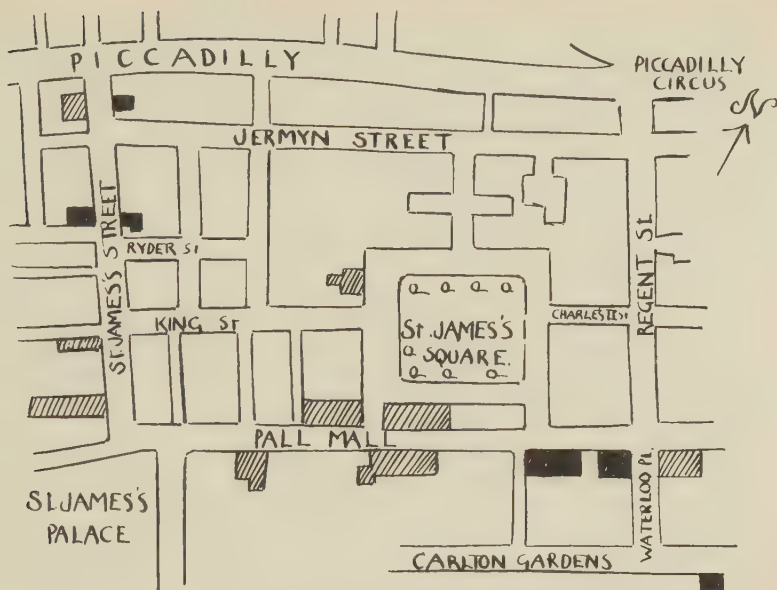 PICCADILLY
PICCADILLY
CIRCUS
JERMYN STREET
ST. JAMES'S STREET
RYDER ST
REGENT ST.
KING ST
ST. JAMES'S
SQUARE.
CHARLES II ST
PALL MALL
ST. JAMES'S
PALACE
WATERLOO PL.
CARLTON GARDENS